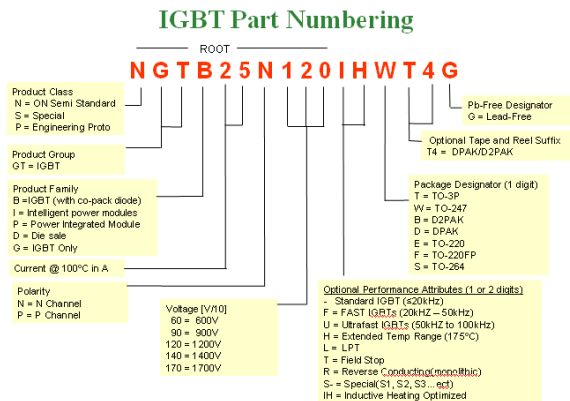 IGBT Part Numbering
ROOT
NGTB25N120IHWT4G
Product Class
N = ON Semi Standard
S = Special
P = Engineering Proto
Product Group
GT = IGBT
Product Family
B =IGBT (with co-pack diode)
I = Intelligent power modules
P = Power Integrated Module
D = Die sale
G = IGBT Only
Current @ 100ºC in A
Polarity
N = N Channel
P = P Channel
Voltage [V/10]
60 = 600V
90 = 900V
120 = 1200V
140 = 1400V
170 = 1700V
Pb-Free Designator
G = Lead-Free
Optional Tape and Reel Suffix
T4 = DPAK/D2PAK
Package Designator (1 digit)
T = TO-3P
W = TO-247
B = D2PAK
D = DPAK
E = TO-220
F = TO-220FP
S = TO-264
Optional Performance Attributes (1 or 2 digits)
- Standard IGBT (≤20kHz)
F = FAST IGBTs (20kHZ – 50kHz)
U = Ultrafast IGBTs (50kHZ to 100kHz)
H = Extended Temp Range (175ºC)
L = LPT
T = Field Stop
R = Reverse Conducting(monolithic)
S- = Special(S1, S2, S3...ect)
IH = Inductive Heating Optimized